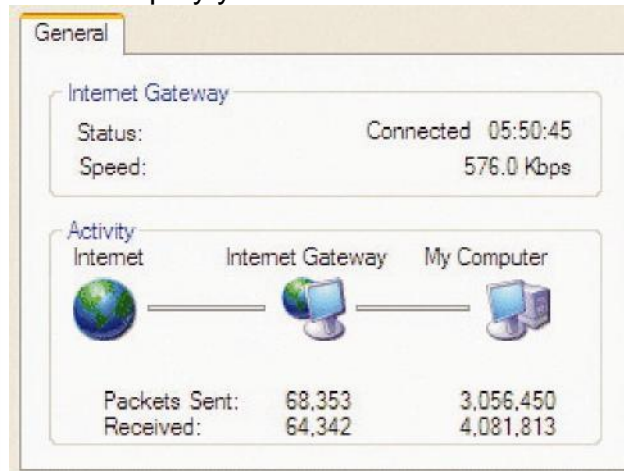 General
Internet Gateway
Status: Connected 05:50:45
Speed: 576.0 Kbps
Activity
Internet Internet Gateway My Computer
Packets Sent: 68,353 3,056,450
Received: 64,342 4,081,813